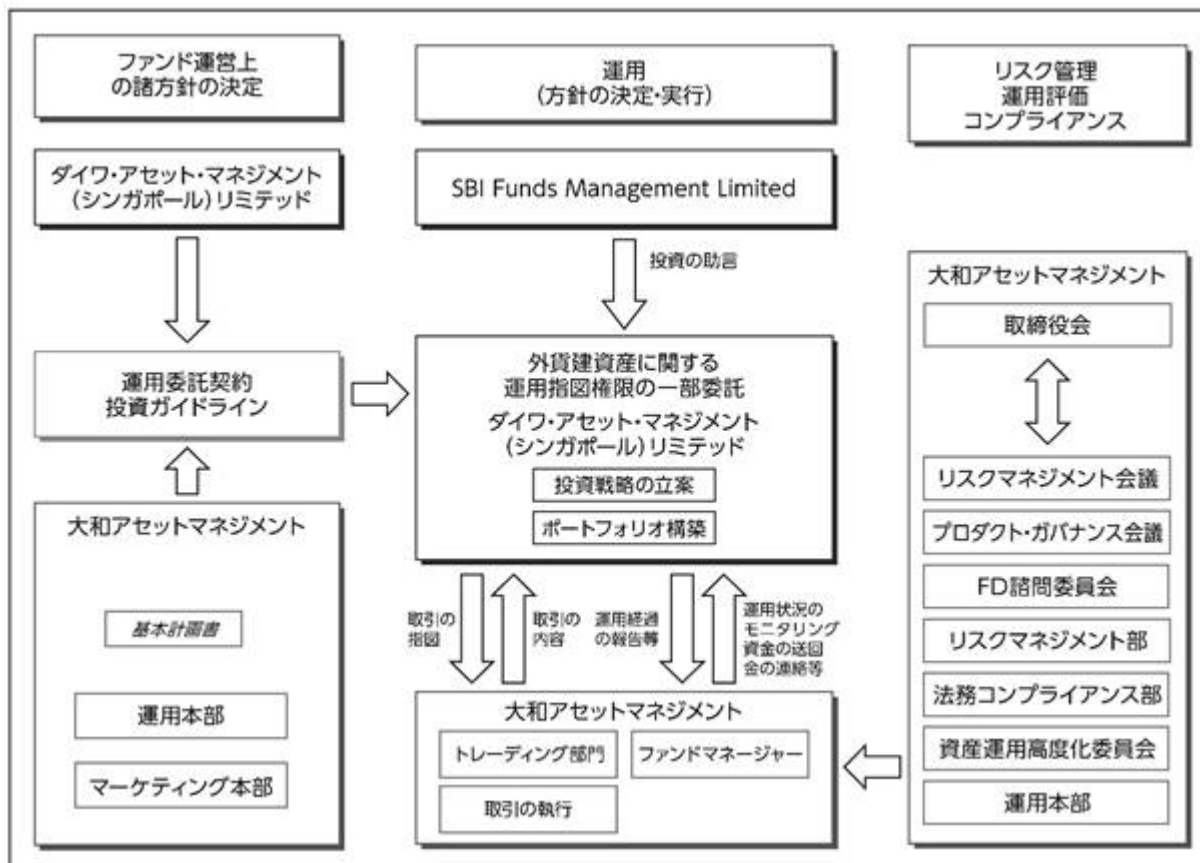 ファンド運営上
の諸方針の決定
ダイワ・アセット・マネジメント
(シンガポール)リミテッド
運用委託契約
投資ガイドライン
大和アセットマネジメント
基本計画書
運用本部
マーケティング本部
運用
(方針の決定・実行)
SBI Funds Management Limited
投資の助言
外貨建資産に関する
運用指図権限の一部委託
ダイワ・アセット・マネジメント
(シンガポール)リミテッド
投資戦略の立案
ポートフォリオ構築
取引の
指図
取引の
内容
運用経過
の報告等
運用状況の
モニタリング
資金の送回
金の連絡等
大和アセットマネジメント
トレーディング部門
ファンドマネージャー
取引の執行
リスク管理
運用評価
コンプライアンス
大和アセットマネジメント
取締役会
リスクマネジメント会議
プロダクト・ガバナンス会議
FD諮問委員会
リスクマネジメント部
法務コンプライアンス部
資産運用高度化委員会
運用本部